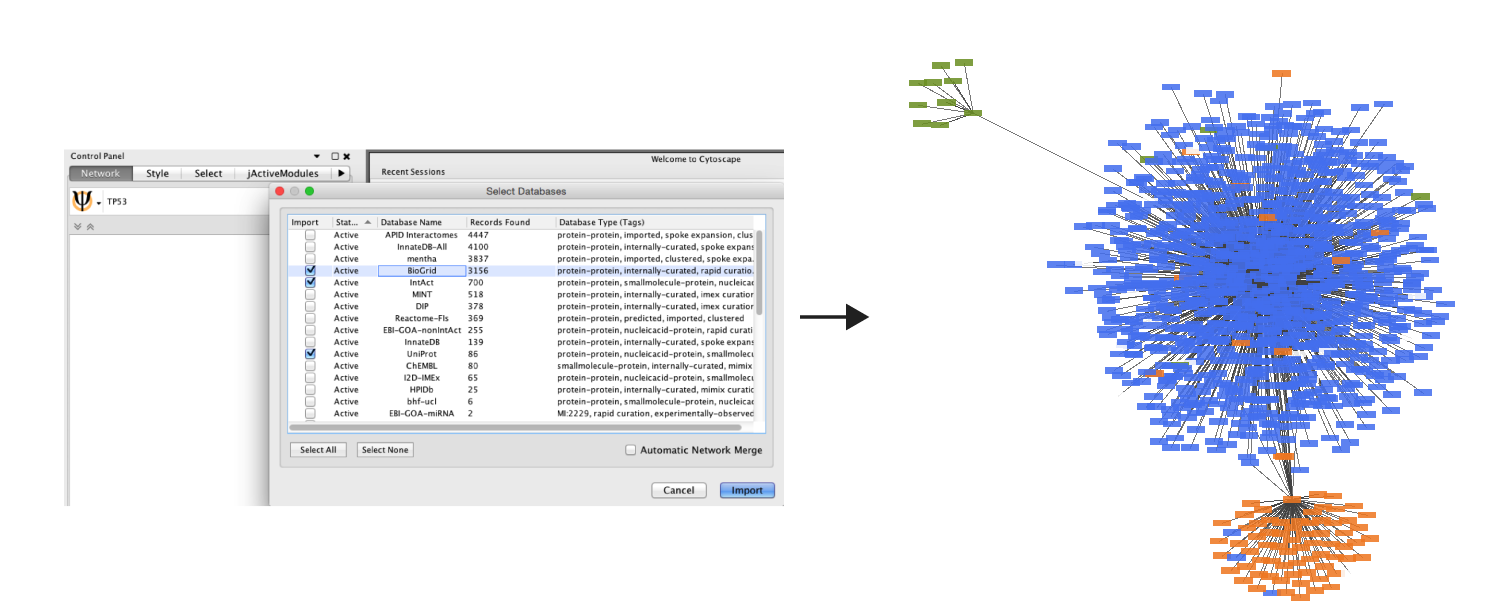 Control Panel
Welcome to Cytoscape
Network Style Select jActiveModules
Recent Sessions
Select Databases
TP53
Import Stat... Database Name Records Found Database Type (Tags)
Active APID Interactomes 4447 protein-protein, imported, spoke expansion, clus
Active InnateDB-All 4100 protein-protein, internally-curated, spoke expans
Active mentha 3837 protein-protein, imported, clustered, spoke expa.
Active BioGrid 3156 protein-protein, internally-curated, rapid curatio.
Active IntAct 700 protein-protein, smallmolecule-protein, nucleicac
Active MINT 518 protein-protein, internally-curated, imex curation
Active DIP 378 protein-protein, internally-curated, imex curation
Active Reactome-FIs 369 protein-protein, predicted, imported, clustered
Active EBI-GOA-nonIntAct 255 protein-protein, nucleicacid-protein, rapid curati
Active InnateDB 139 protein-protein, internally-curated, spoke expans
Active UniProt 86 protein-protein, nucleicacid-protein, smallmolecu
Active ChEMBL 80 smallmolecule-protein, internally-curated, mimix
Active I2D-IMEx 65 protein-protein, nucleicacid-protein, smallmolecu
Active HPIDb 25 protein-protein, internally-curated, mimix curatic
Active bhf-ucl 6 protein-protein, smallmolecule-protein, nucleicac
Active EBI-GOA-miRNA 2 MI:2229, rapid curation, experimentally-observed
Select All Select None Automatic Network Merge
Cancel Import